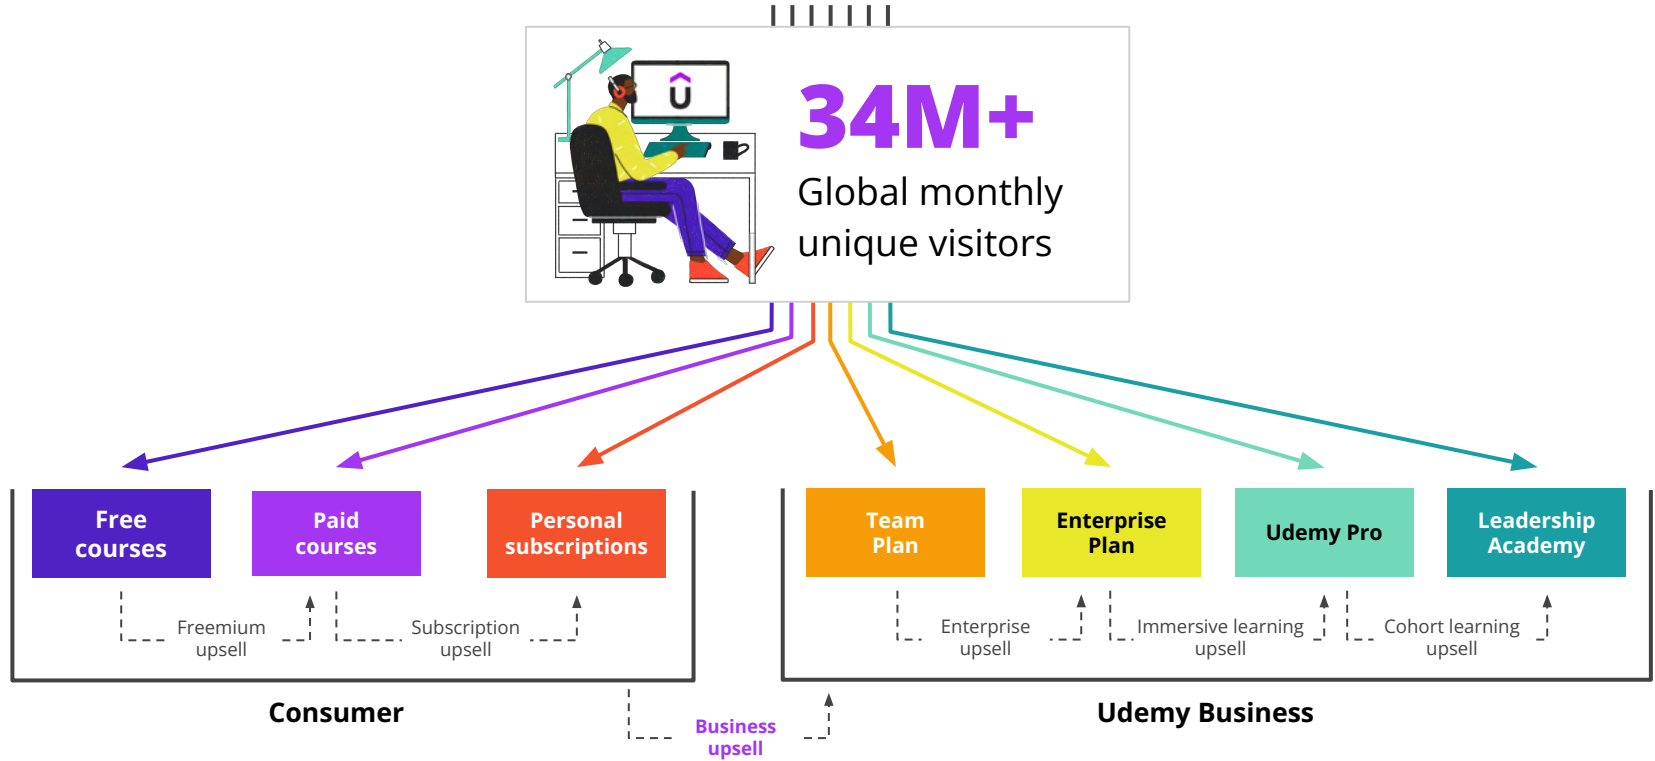 34M+
Global monthly
unique visitors
Free
courses
Paid
courses
Personal
subscriptions
Team
Plan
Enterprise
Plan
Udemy Pro
Leadership
Academy
Freemium
upsell
Subscription
upsell
Enterprise
upsell
Immersive learning
upsell
Cohort learning
upsell
Consumer
Udemy Business
Business
upsell